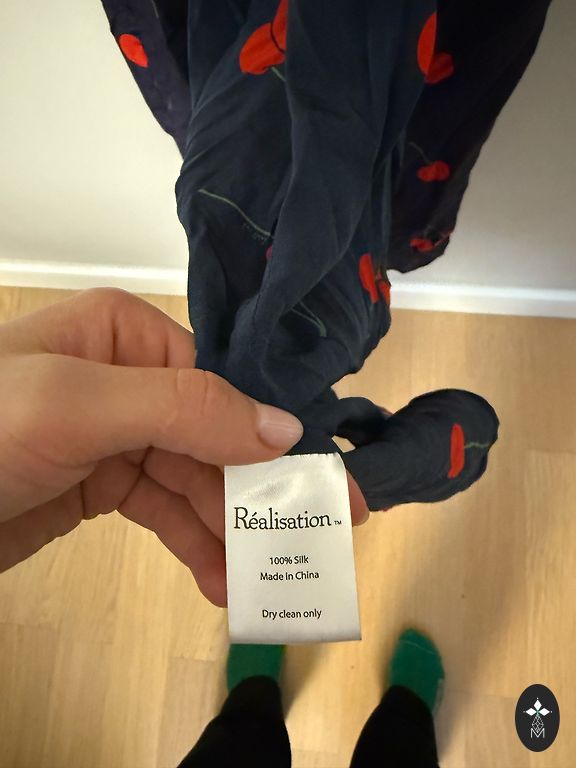 Réalisation™
100% Silk
Made in China
Dry clean only
M